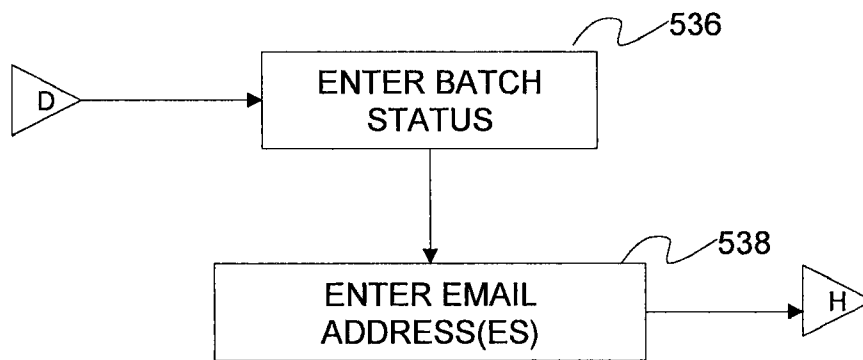 536
D
ENTER BATCH
STATUS
538
ENTER EMAIL
ADDRESS(ES)
H